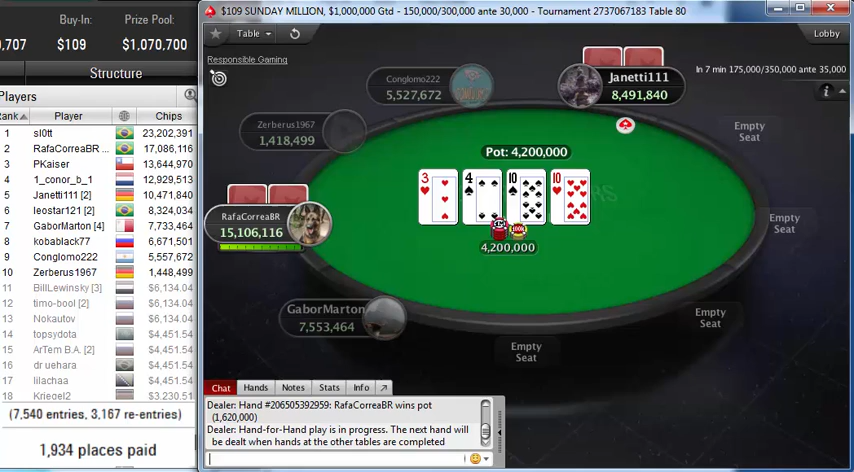 $109 SUNDAY MILLION, $1,000,000 Gtd - 150,000/300,000 ante 30,000 - Tournament 2737067183 Table 80
Buy-In: Prize Pool:
,707 $109 $1,070,700
Structure
Table
Lobby
Responsible Gaming
In 7 min 175,000/350,000 ante 35,000
Players
Rank Player Chips
1 sl0tt 23,202,391
2 RafaCorreaBR ... 17,086,116
3 PKaiser 13,644,970
4 1_conor_b_1 12,929,513
5 Janetti111 [2]
6 leostar121 [2] 8,324,034
7 GaborMarton [4] 7,733,464
8 kobablack77 6,671,501
9 Conglomo222 5,557,672
10 Zerberus1967 1,448,499
11 BillLewinsky [3] $6,134.04
12 timo-bool [2] $6,134.04
13 Nokautov $6,134.04
14 topsydota $4,451.54
15 ArTem B.A. [2] $4,451.54
16 dr uehara $4,451.54
17 lilachaa $4,451.54
18 Kriegel2 $4,451.54
(7,540 entries, 3,167 re-entries)
1,934 places paid
Conglomo222
5,527,672
Janetti111
8,491,840
Zerberus1967
1,418,499
Empty
Seat
Pot: 4,200,000
3 4 10 10
RafaCorreaBR
15,106,116
100K
4,200,000
Empty
Seat
GaborMarton
7,553,464
Empty
Seat
Empty
Seat
Chat Hands Notes Stats Info
Dealer: Hand #206505392959: RafaCorreaBR wins pot
(1,620,000)
Dealer: Hand-for-Hand play is in progress. The next hand will
be dealt when hands at the other tables are completed